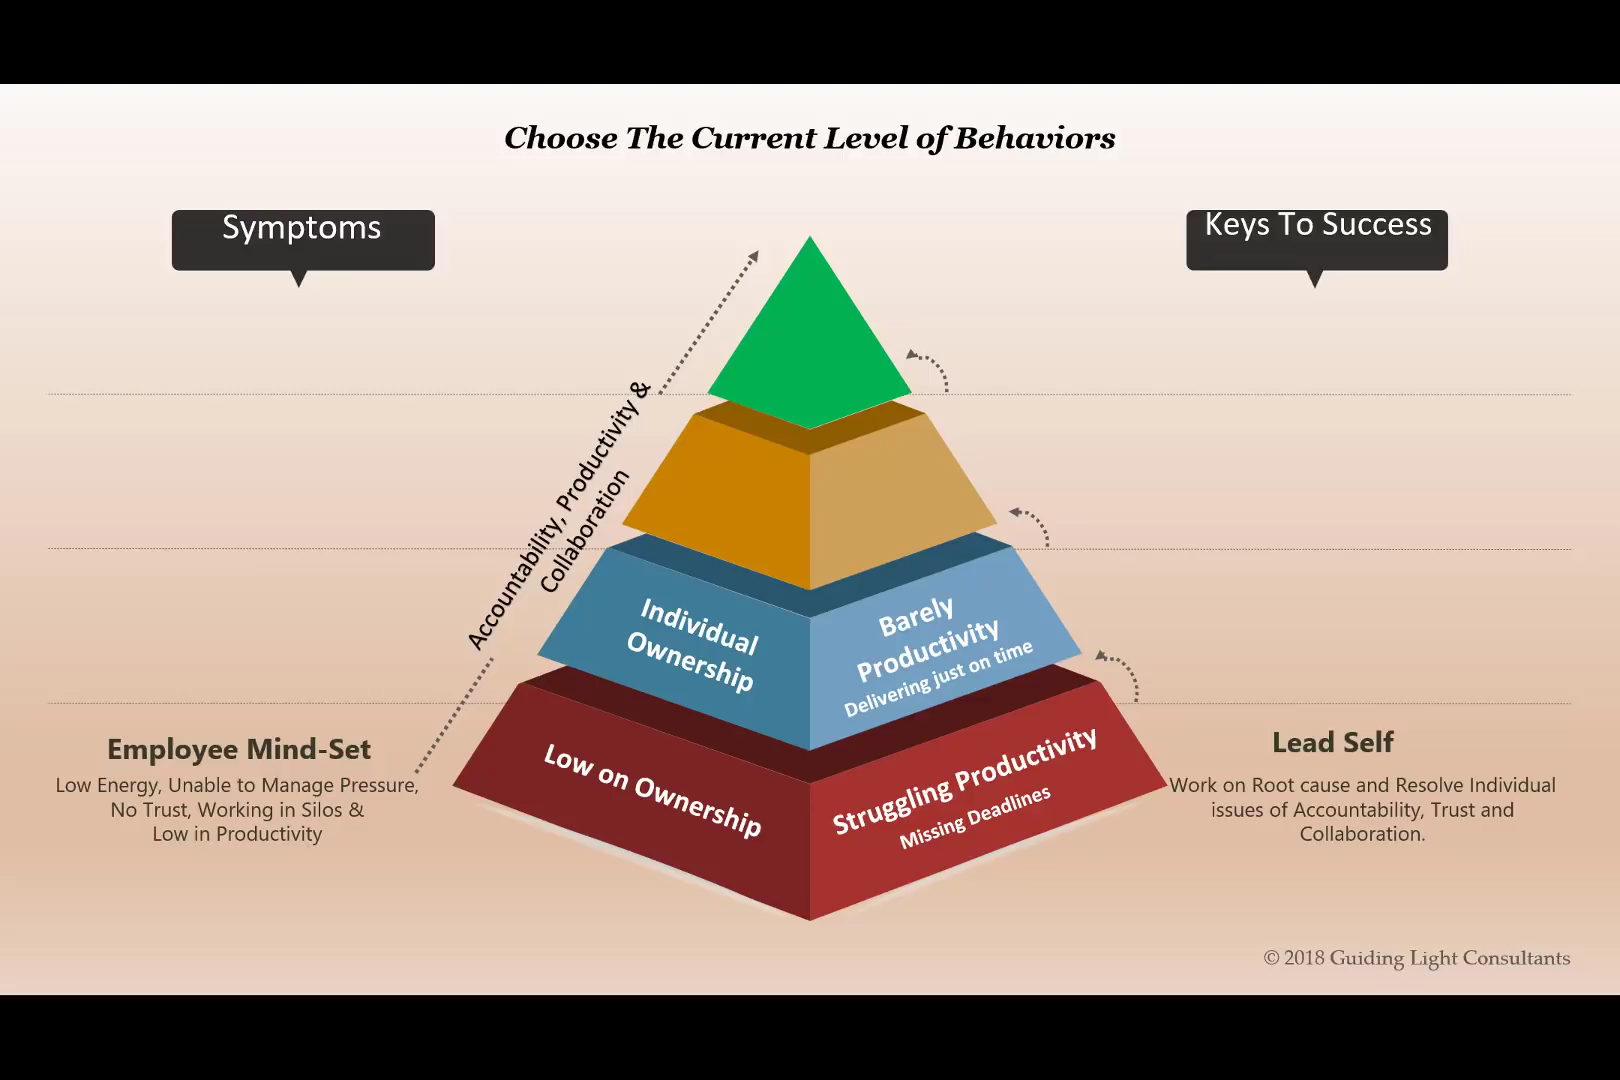 Choose The Current Level of Behaviors
Symptoms
Keys To Success
Accountability, Productivity &
Collaboration
Individual
Ownership
Barely
Productivity
Delivering just on time
Low on Ownership
Struggling Productivity
Missing Deadlines
Employee Mind-Set
Low Energy, Unable to Manage Pressure,
No Trust, Working in Silos &
Low in Productivity
Lead Self
Work on Root cause and Resolve Individual
issues of Accountability, Trust and
Collaboration.
© 2018 Guiding Light Consultants